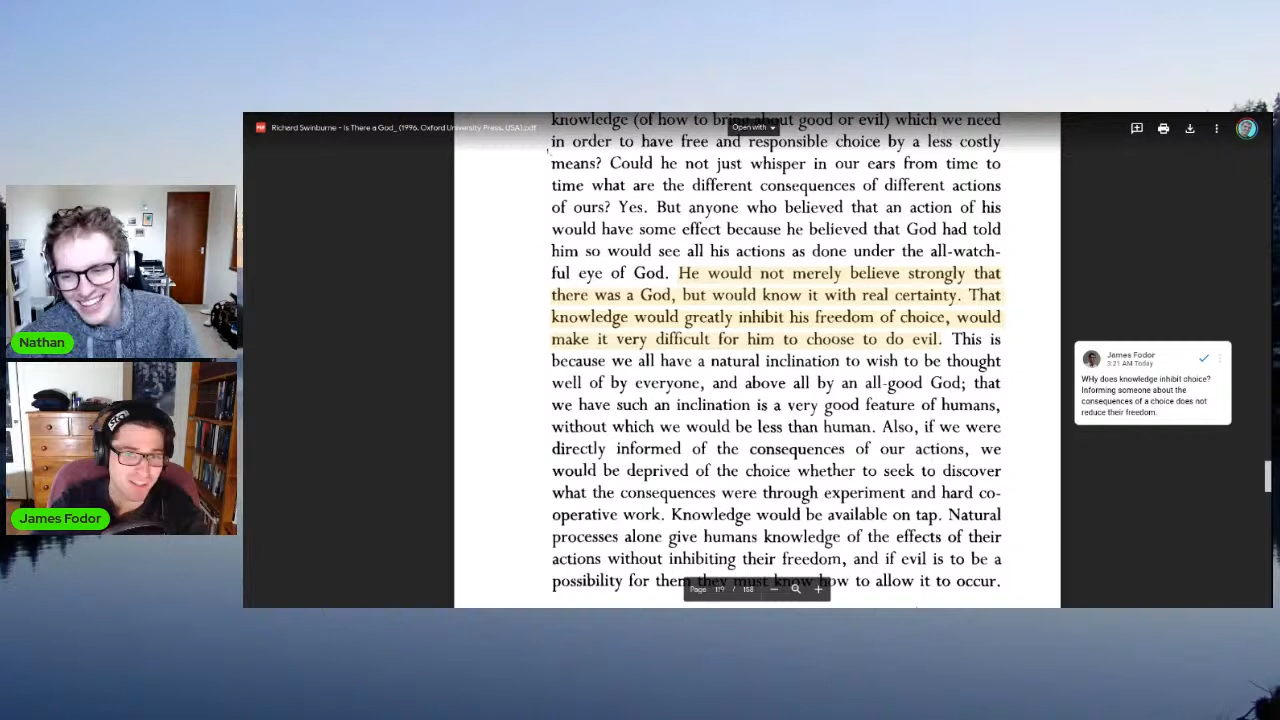 Richard Swinburne - Is There a God_ (1996, Oxford University Press, USA).pdf
Open with
knowledge (of how to bring about good or evil) which we need
in order to have free and responsible choice by a less costly
means? Could he not just whisper in our ears from time to
time what are the different consequences of different actions
of ours? Yes. But anyone who believed that an action of his
would have some effect because he believed that God had told
him so would see all his actions as done under the all-watch-
ful eye of God. He would not merely believe strongly that
there was a God, but would know it with real certainty. That
knowledge would greatly inhibit his freedom of choice, would
make it very difficult for him to choose to do evil. This is
because we all have a natural inclination to wish to be thought
well of by everyone, and above all by an all-good God; that
we have such an inclination is a very good feature of humans,
without which we would be less than human. Also, if we were
directly informed of the consequences of our actions, we
would be deprived of the choice whether to seek to discover
what the consequences were through experiment and hard co-
operative work. Knowledge would be available on tap. Natural
processes alone give humans knowledge of the effects of their
actions without inhibiting their freedom, and if evil is to be a
possibility for them they must know how to allow it to occur.
Page 119 / 158
James Fodor
3:21 AM Today
WHy does knowledge inhibit choice?
Informing someone about the
consequences of a choice does not
reduce their freedom.
Nathan
James Fodor